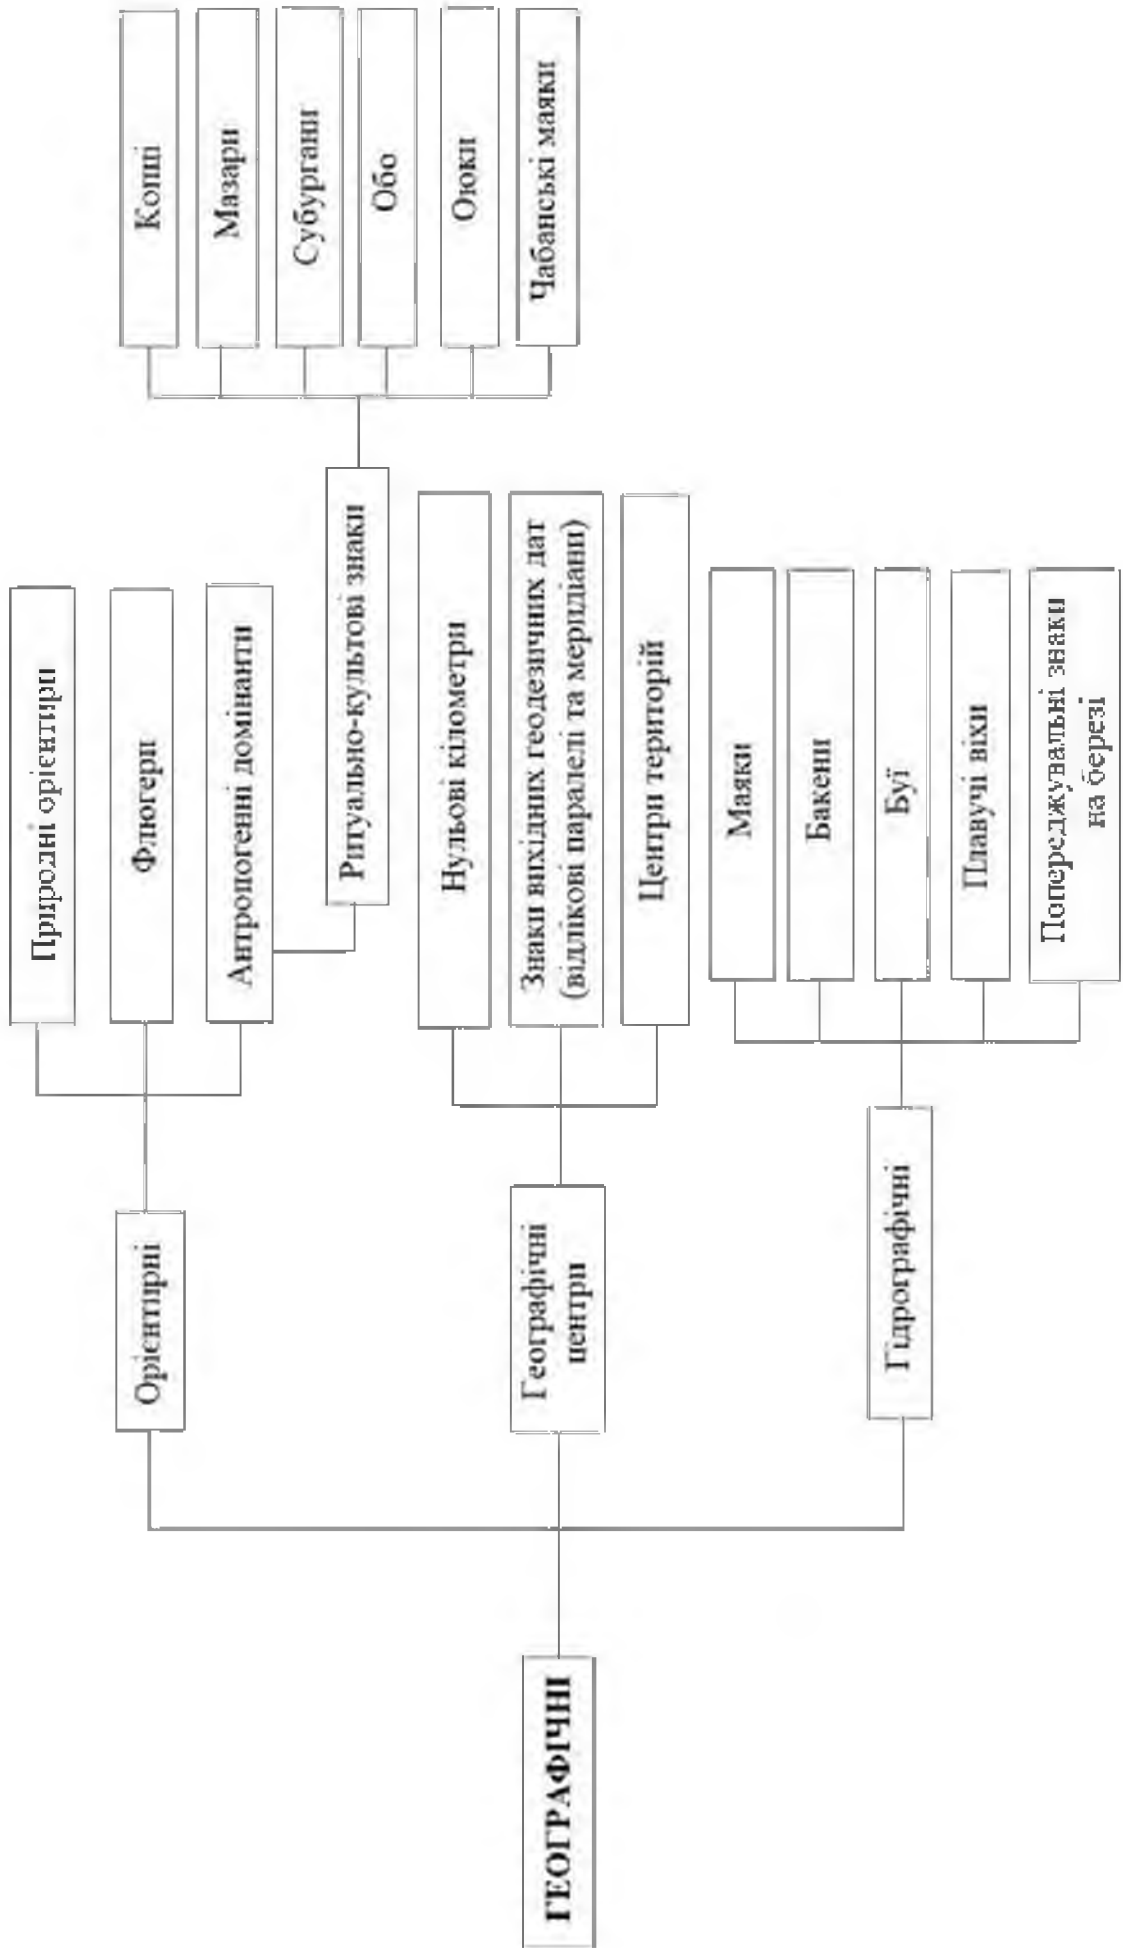 ГЕОГРАФІЧНІ
Орієнтирні
Природні орієнтири
Флюгери
Антропогенні домінанти
Ритуально-культові знаки
Копші
Мазари
Субургани
Обо
Оюки
Чабанські маяки
Географічні
центри
Нульові кілометри
Знаки вихідних геодезичних дат
(відлікові паралелі та меридіани)
Центри територій
Гідрографічні
Маяки
Бакени
Буї
Плавучі віхи
Попереджувальні знаки
на березі